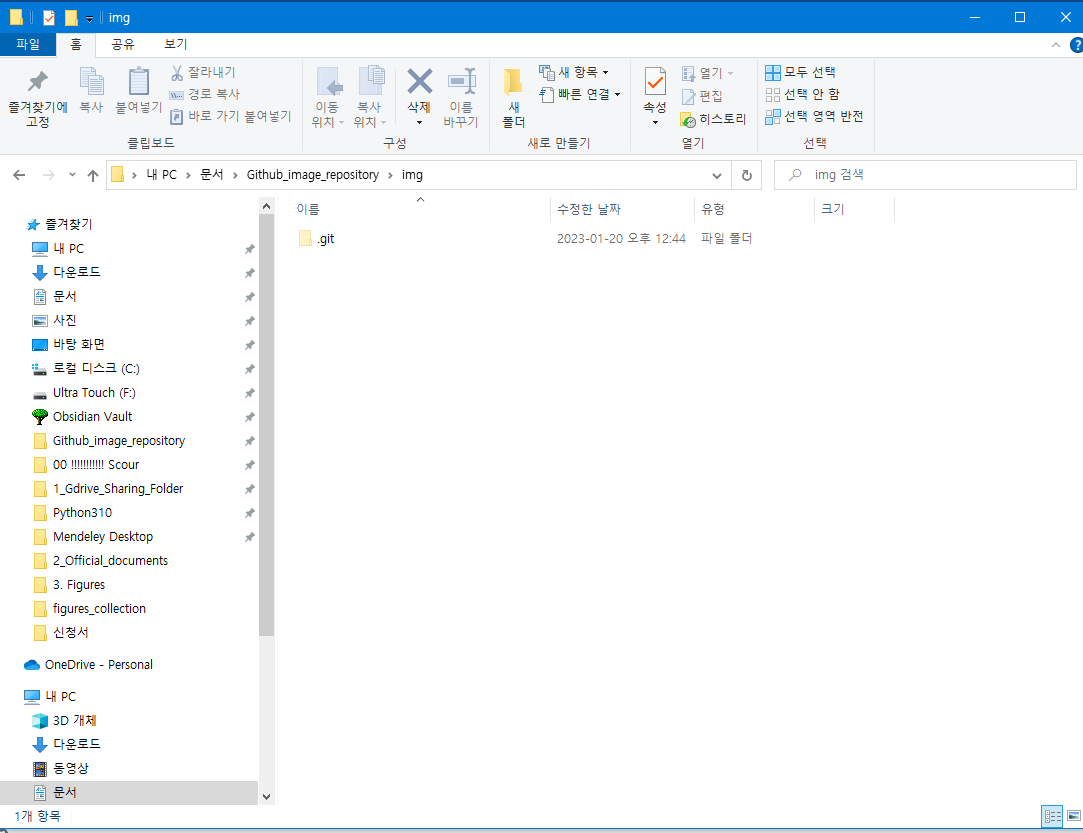 img
파일 홈 공유 보기
즐겨찾기에 고정
복사
붙여넣기
잘라내기
경로 복사
바로 가기 붙여넣기
클립보드
이동 위치
복사 위치
삭제
이름 바꾸기
구성
새 폴더
새 항목
빠른 연결
새로 만들기
속성
열기
편집
히스토리
열기
모두 선택
선택 안 함
선택 영역 반전
선택
내 PC > 문서 > Github_image_repository > img
img 검색
즐겨찾기
내 PC
다운로드
문서
사진
바탕 화면
로컬 디스크 (C:)
Ultra Touch (F:)
Obsidian Vault
Github_image_repository
00 !!!!!!!!!!! Scour
1_Gdrive_Sharing_Folder
Python310
Mendeley Desktop
2_Official_documents
3. Figures
figures_collection
신청서
OneDrive - Personal
내 PC
3D 개체
다운로드
동영상
문서
이름 수정한 날짜 유형 크기
.git 2023-01-20 오후 12:44 파일 폴더
1개 항목